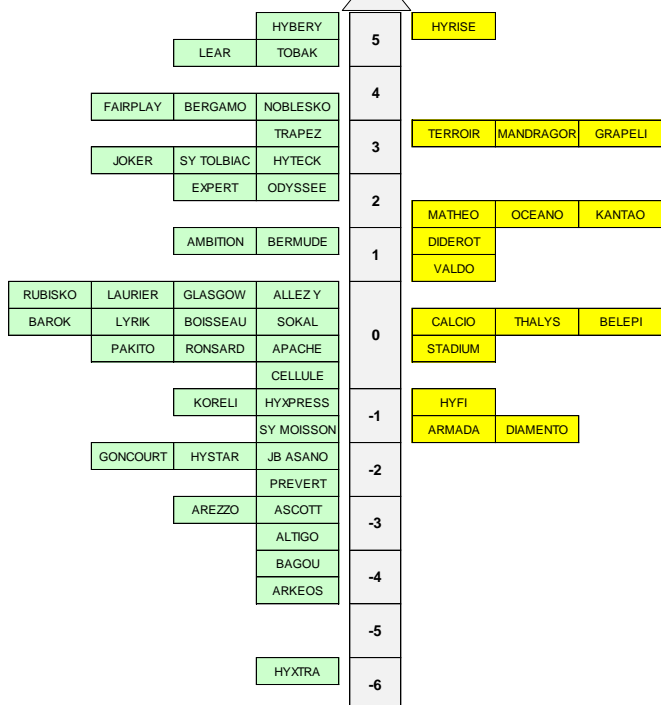 HYBERY HYRISE
5
LEAR TOBAK
4
FAIRPLAY BERGAMO NOBLESKO
TRAPEZ TERROIR MANDRAGOR GRAPELI
3
JOKER SY TOLBIAC HYTECK
EXPERT ODYSSEE
2
MATHEO OCEANO KANTAO
AMBITION BERMUDE DIDEROT
1
VALDO
RUBISKO LAURIER GLASGOW ALLEZ Y
BAROK LYRIK BOISSEAU SOKAL CALCIO THALYS BELEPI
0
PAKITO RONSARD APACHE STADIUM
CELLULE
KORELI HYXPRESS HYFI
-1
SY MOISSON ARMADA DIAMENTO
GONCOURT HYSTAR JB ASANO
-2
PREVERT
AREZZO ASCOTT
-3
ALTIGO
BAGOU
-4
ARKEOS
-5
HYXTRA
-6